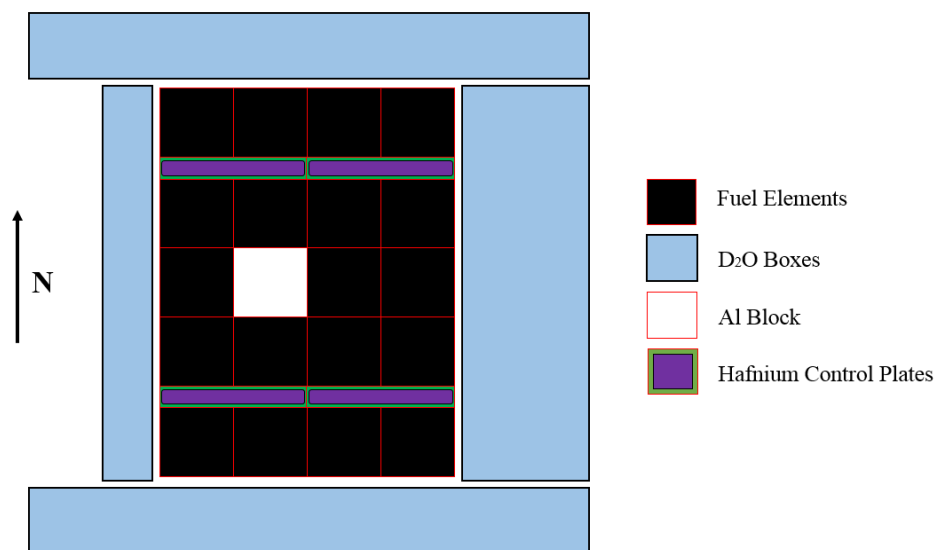 N
Fuel Elements
D₂O Boxes
Al Block
Hafnium Control Plates